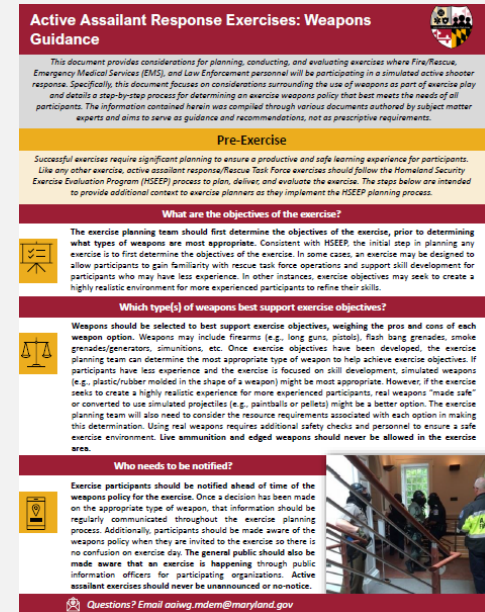 Active Assailant Response Exercises: Weapons
Guidance
This document provides considerations for planning, conducting, and evaluating exercises where Fire/Rescue,
Emergency Medical Services (EMS), and Law Enforcement personnel will be participating in a simulated active shooter
response. Specifically, this document focuses on considerations surrounding the use of weapons as part of exercise play
and details a step-by-step process for determining an exercise weapons policy that best meets the needs of all
participants. The information contained herein was compiled through various documents authored by subject matter
experts and aims to serve as guidance and recommendations, not as prescriptive requirements.
Pre-Exercise
Successful exercises require significant planning to ensure a productive and safe learning experience for participants.
Like any other exercise, active assailant response/Rescue Task Force exercises should follow the Homeland Security
Exercise Evaluation Program (HSEEP) process to plan, deliver, and evaluate the exercise. The steps below are intended
to provide additional context to exercise planners as they implement the HSEEP planning process.
What are the objectives of the exercise?
The exercise planning team should first determine the objectives of the exercise, prior to determining
what types of weapons are most appropriate. Consistent with HSEEP, the initial step in planning any
exercise is to first determine the objectives of the exercise. In some cases, an exercise may be designed to
allow participants to gain familiarity with rescue task force operations and support skill development for
participants who may have less experience. In other instances, exercise objectives may seek to create a
highly realistic environment for more experienced participants to refine their skills.
Which type(s) of weapons best support exercise objectives?
Weapons should be selected to best support exercise objectives, weighing the pros and cons of each
weapon option. Weapons may include firearms (e.g., long guns, pistols), flash bang grenades, smoke
grenades/generators, simunitions, etc. Once exercise objectives have been developed, the exercise
planning team can determine the most appropriate type of weapon to help achieve exercise objectives. If
participants have less experience and the exercise is focused on skill development, simulated weapons
(e.g., plastic/rubber molded in the shape of a weapon) might be most appropriate. However, if the exercise
seeks to create a highly realistic experience for more experienced participants, real weapons "made safe"
or converted to use simulated projectiles (e.g., paintballs or pellets) might be a better option. The exercise
planning team will also need to consider the resource requirements associated with each option in making
this determination. Using real weapons requires additional safety checks and personnel to ensure a safe
exercise environment. Live ammunition and edged weapons should never be allowed in the exercise
area.
Who needs to be notified?
Exercise participants should be notified ahead of time of the
weapons policy for the exercise. Once a decision has been made
on the appropriate type of weapon, that information should be
regularly communicated throughout the exercise planning
process. Additionally, participants should be made aware of the
weapons policy when they are invited to the exercise so there is
no confusion on exercise day. The general public should also be
made aware that an exercise is happening through public
information officers for participating organizations. Active
assailant exercises should never be unannounced or no-notice.
Questions? Email aaiwg.mdem@maryland.gov